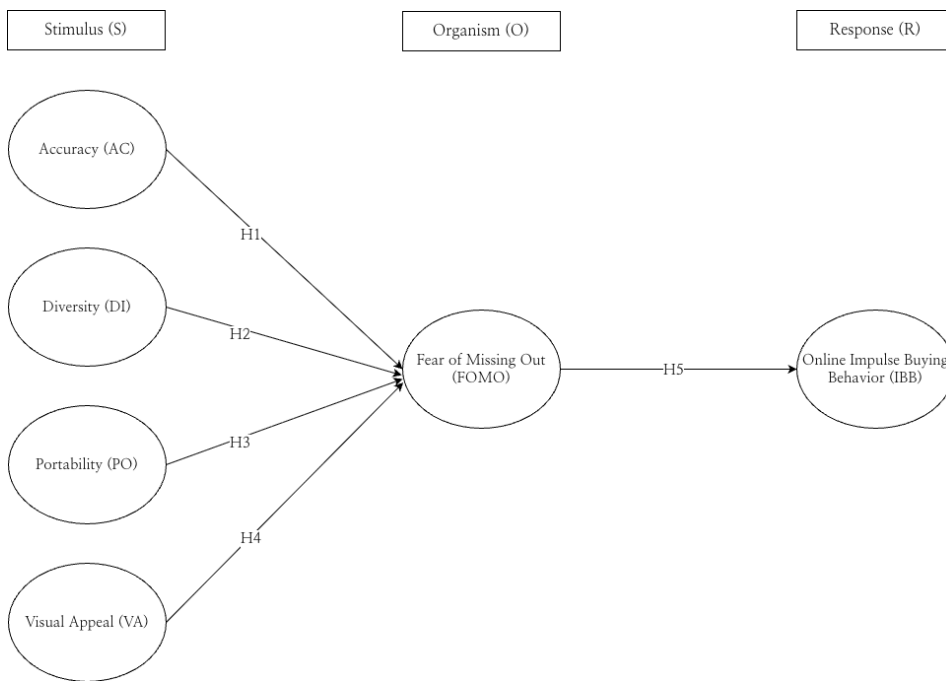 Stimulus (S)
Organism (O)
Response (R)
Accuracy (AC)
H1
Diversity (DI)
H2
Fear of Missing Out
(FOMO)
H5
Online Impulse Buying
Behavior (IBB)
Portability (PO)
H3
H4
Visual Appeal (VA)